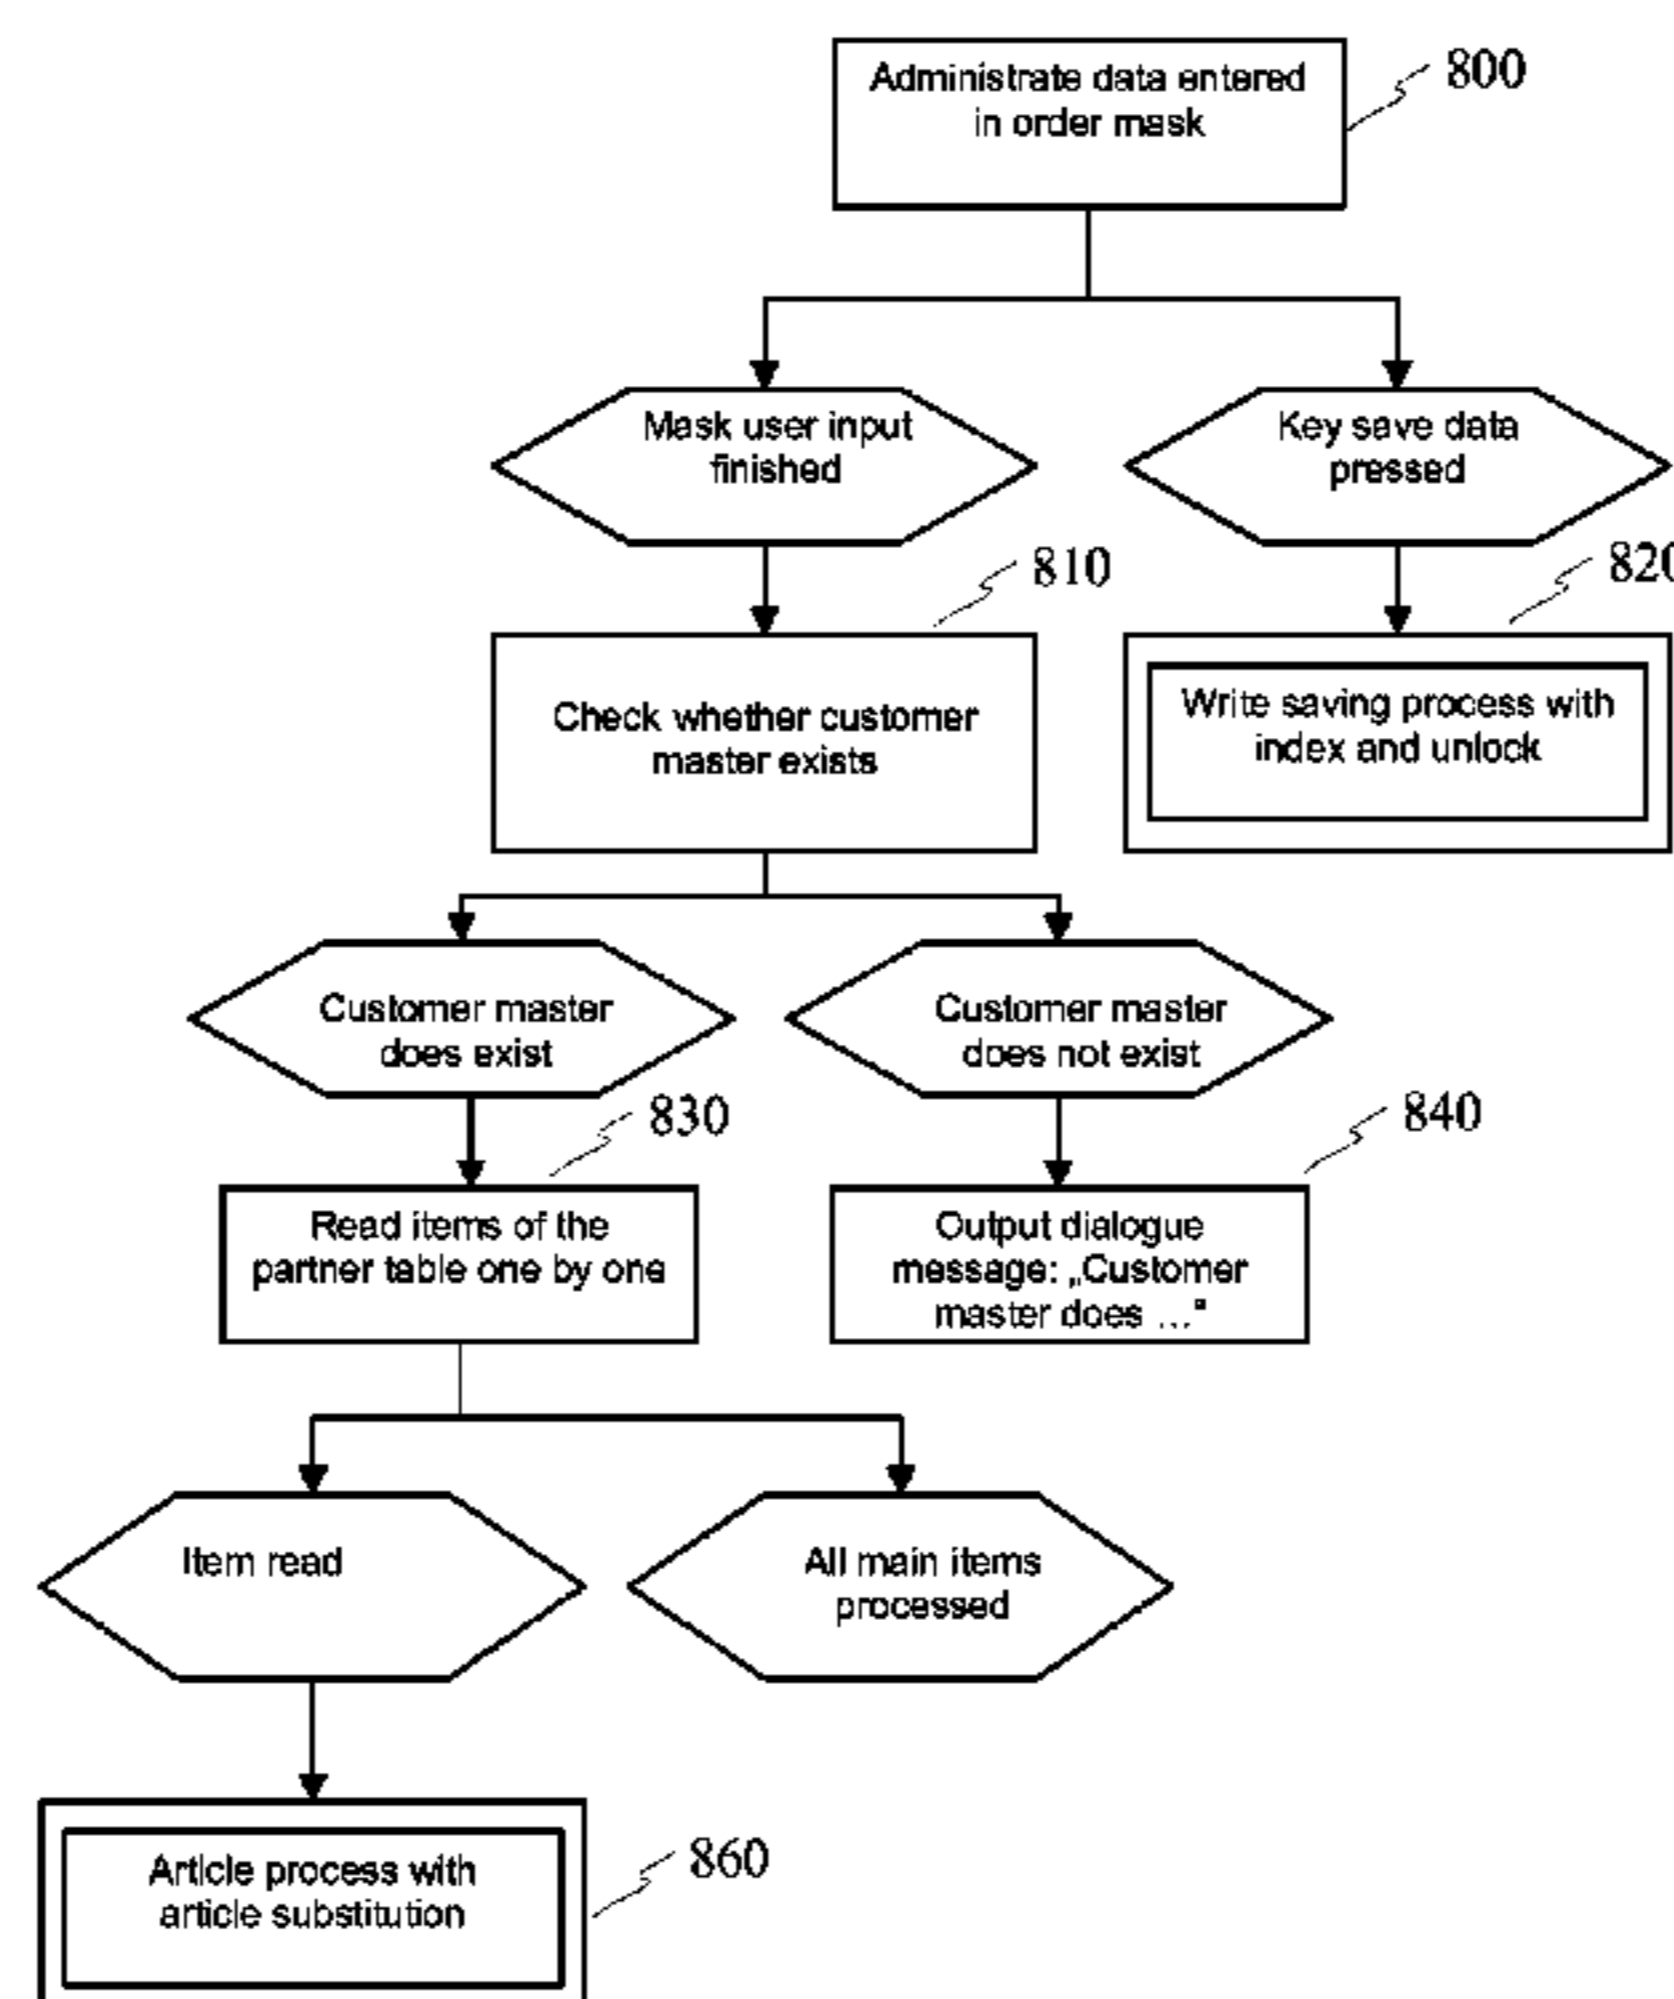 Administrate data entered
in order mask
800
Mask user input
finished
Key save data
pressed
810
820
Check whether customer
master exists
Write saving process with
index and unlock
Customer master
does exist
Customer master
does not exist
830
840
Read items of the
partner table one by one
Output dialogue
message: „Customer
master does ...“
Item read
All main items
processed
Article process with
article substitution
860